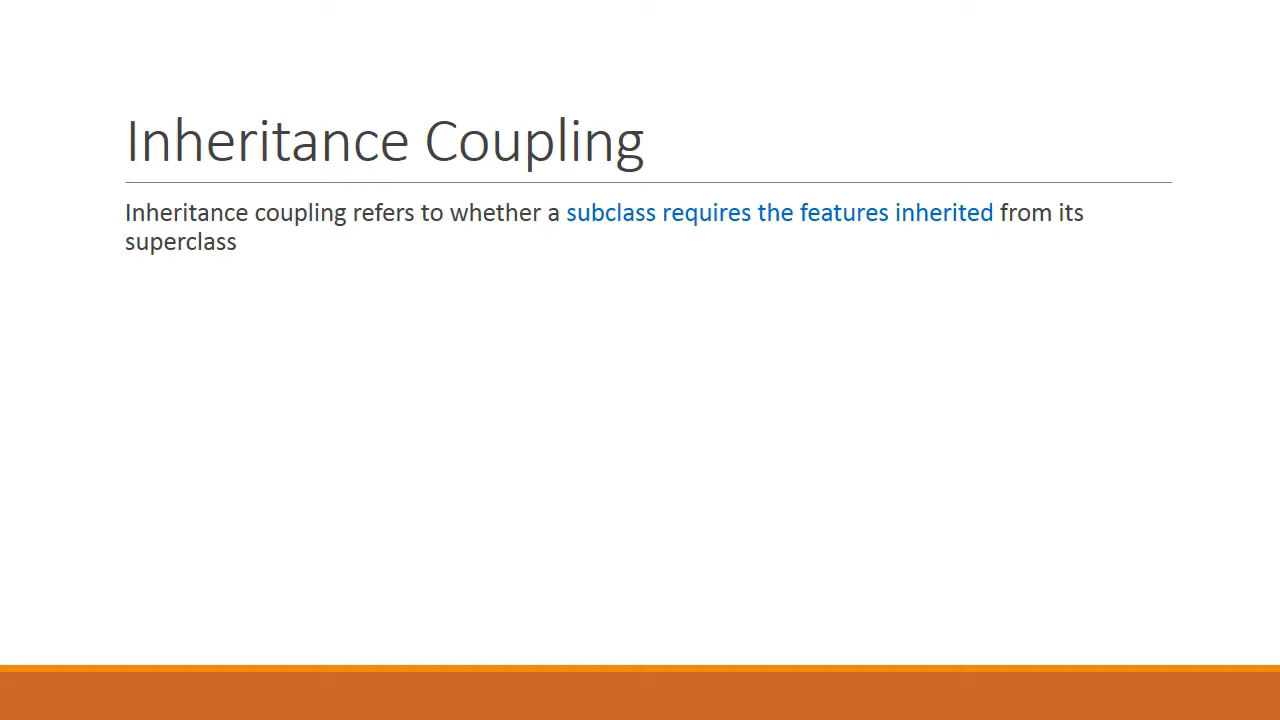 Inheritance Coupling
Inheritance coupling refers to whether a subclass requires the features inherited from its
superclass